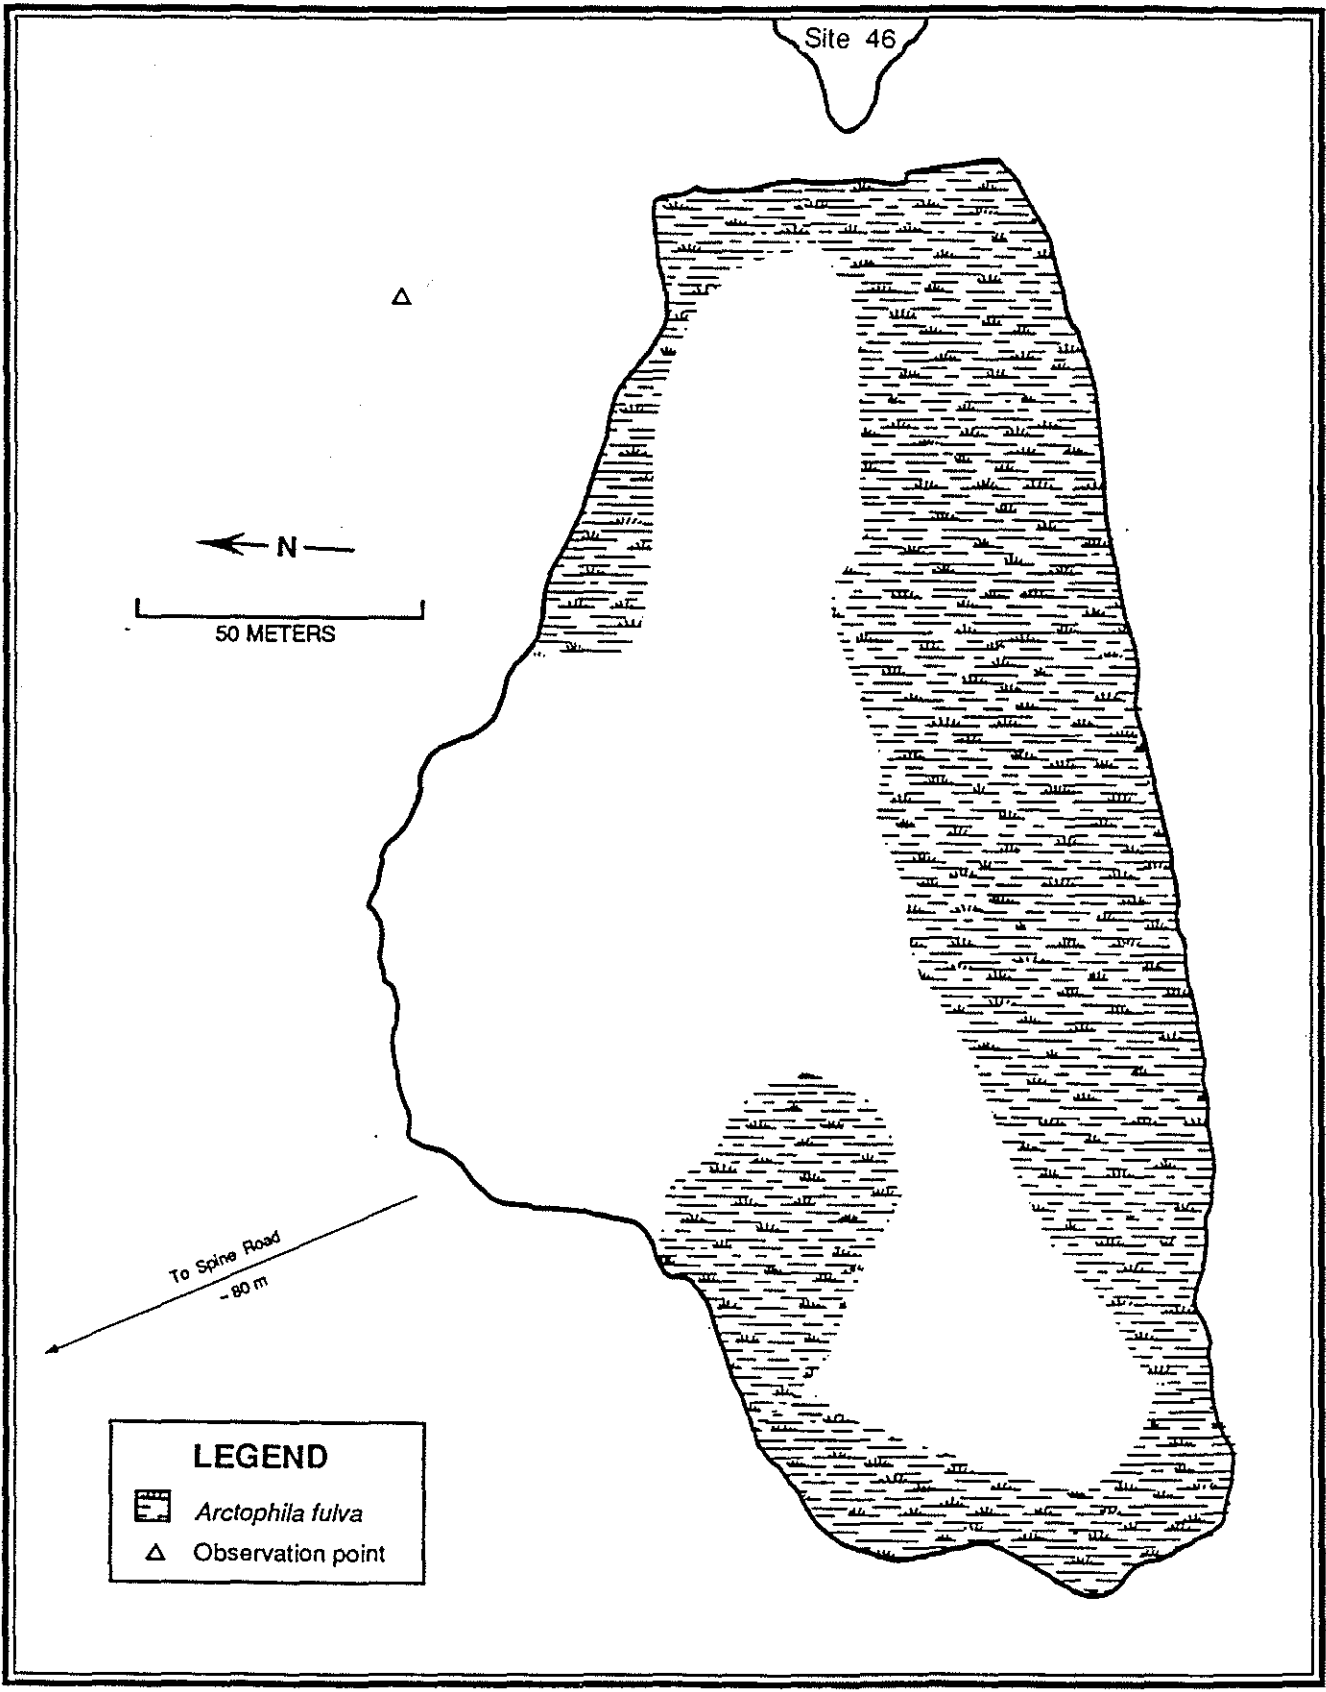 Site 46
N
50 METERS
To Spine Road
~ 80 m
LEGEND
Arctophila fulva
Observation point